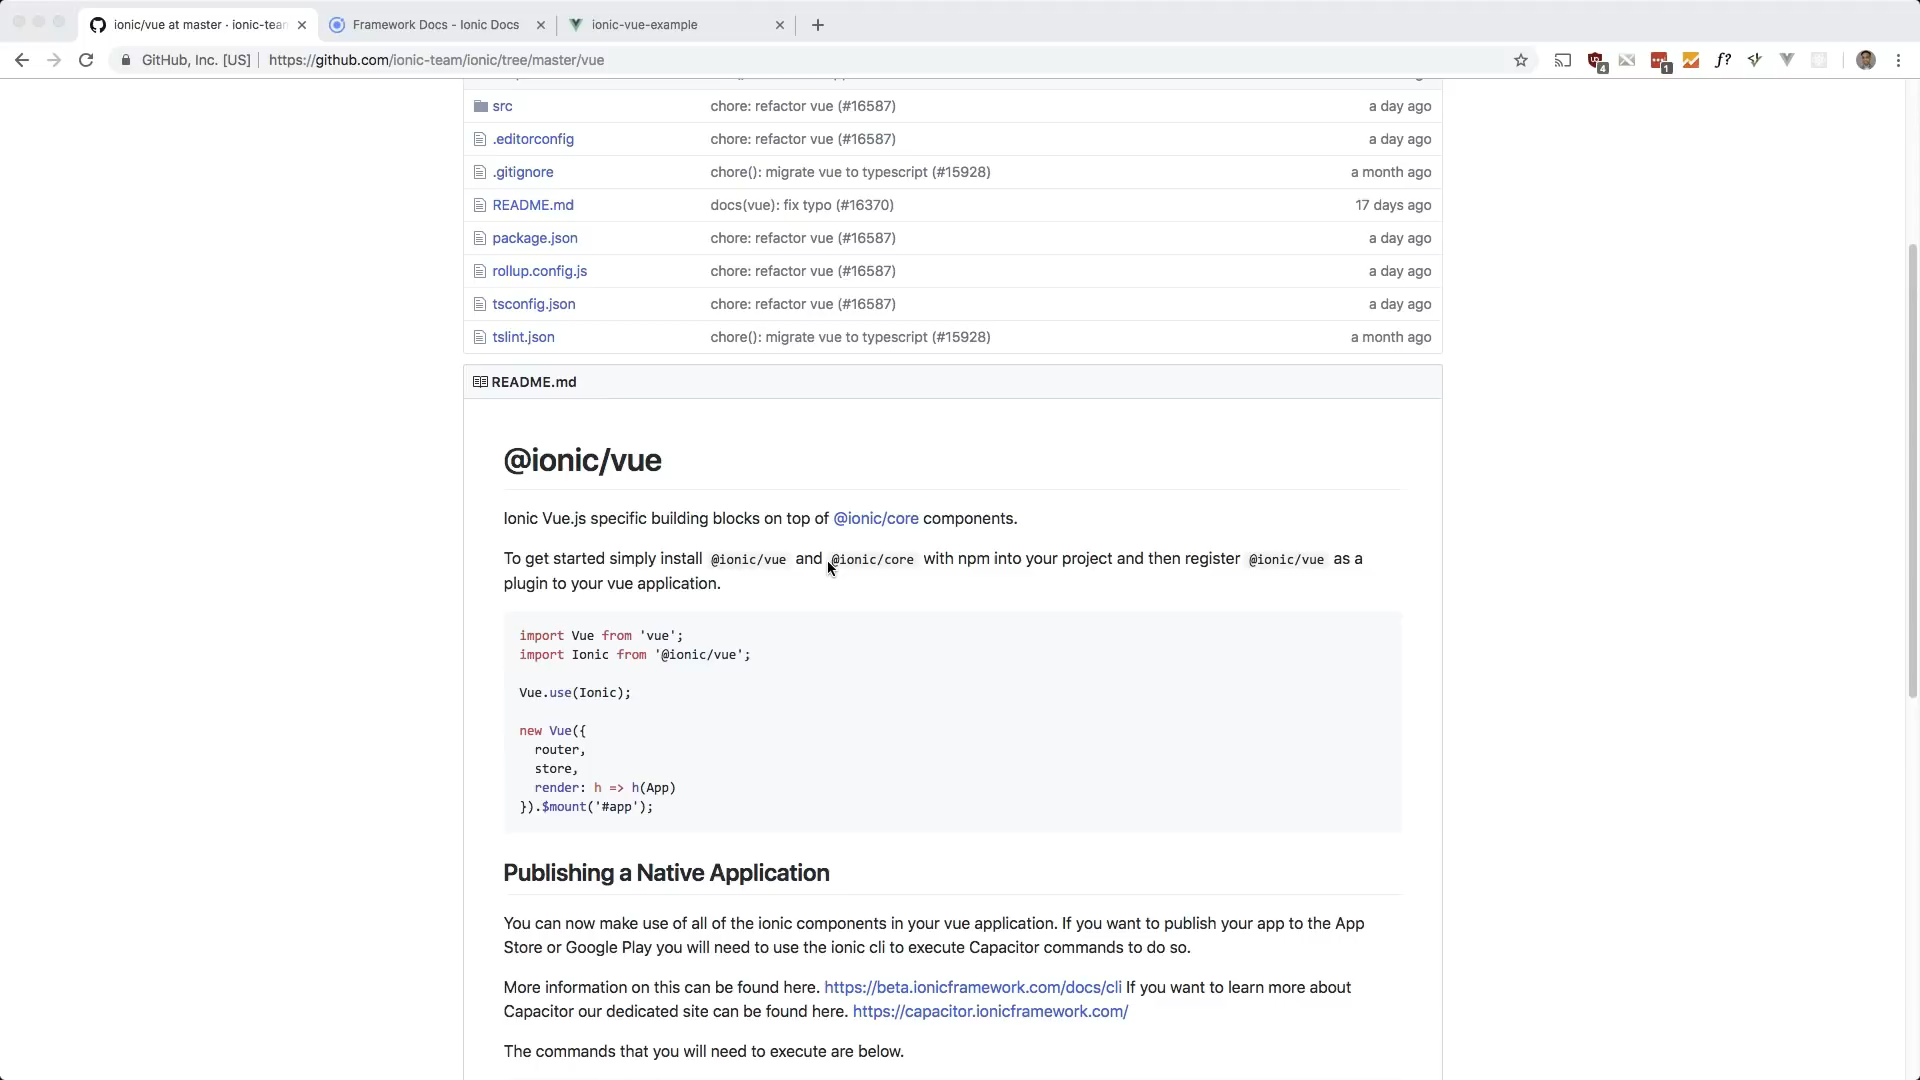 ionic/vue at master · ionic-tean
Framework Docs - Ionic Docs
ionic-vue-example
GitHub, Inc. [US]
https://github.com/ionic-team/ionic/tree/master/vue
4
1
f?
src chore: refactor vue (#16587) a day ago
.editorconfig chore: refactor vue (#16587) a day ago
.gitignore chore(): migrate vue to typescript (#15928) a month ago
README.md docs(vue): fix typo (#16370) 17 days ago
package.json chore: refactor vue (#16587) a day ago
rollup.config.js chore: refactor vue (#16587) a day ago
tsconfig.json chore: refactor vue (#16587) a day ago
tslint.json chore(): migrate vue to typescript (#15928) a month ago
README.md
@ionic/vue
Ionic Vue.js specific building blocks on top of @ionic/core components.
To get started simply install @ionic/vue and @ionic/core with npm into your project and then register @ionic/vue as a
plugin to your vue application.
import Vue from 'vue';
import Ionic from '@ionic/vue';
Vue.use(Ionic);
new Vue({
router,
store,
render: h => h(App)
}).$mount('#app');
Publishing a Native Application
You can now make use of all of the ionic components in your vue application. If you want to publish your app to the App
Store or Google Play you will need to use the ionic cli to execute Capacitor commands to do so.
More information on this can be found here. https://beta.ionicframework.com/docs/cli If you want to learn more about
Capacitor our dedicated site can be found here. https://capacitor.ionicframework.com/
The commands that you will need to execute are below.